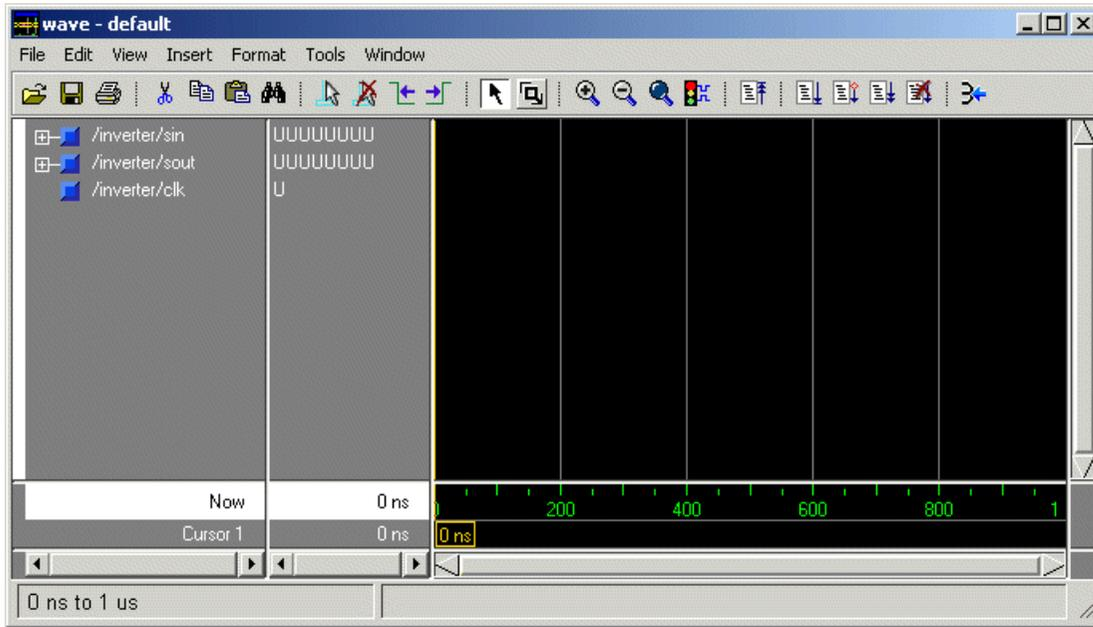 wave - default
File Edit View Insert Format Tools Window
/inverter/sin UUUUUUUU
/inverter/sout UUUUUUUU
/inverter/clk U
Now 0 ns 200 400 600 800 1
Cursor 1 0 ns 0 ns
0 ns to 1 us